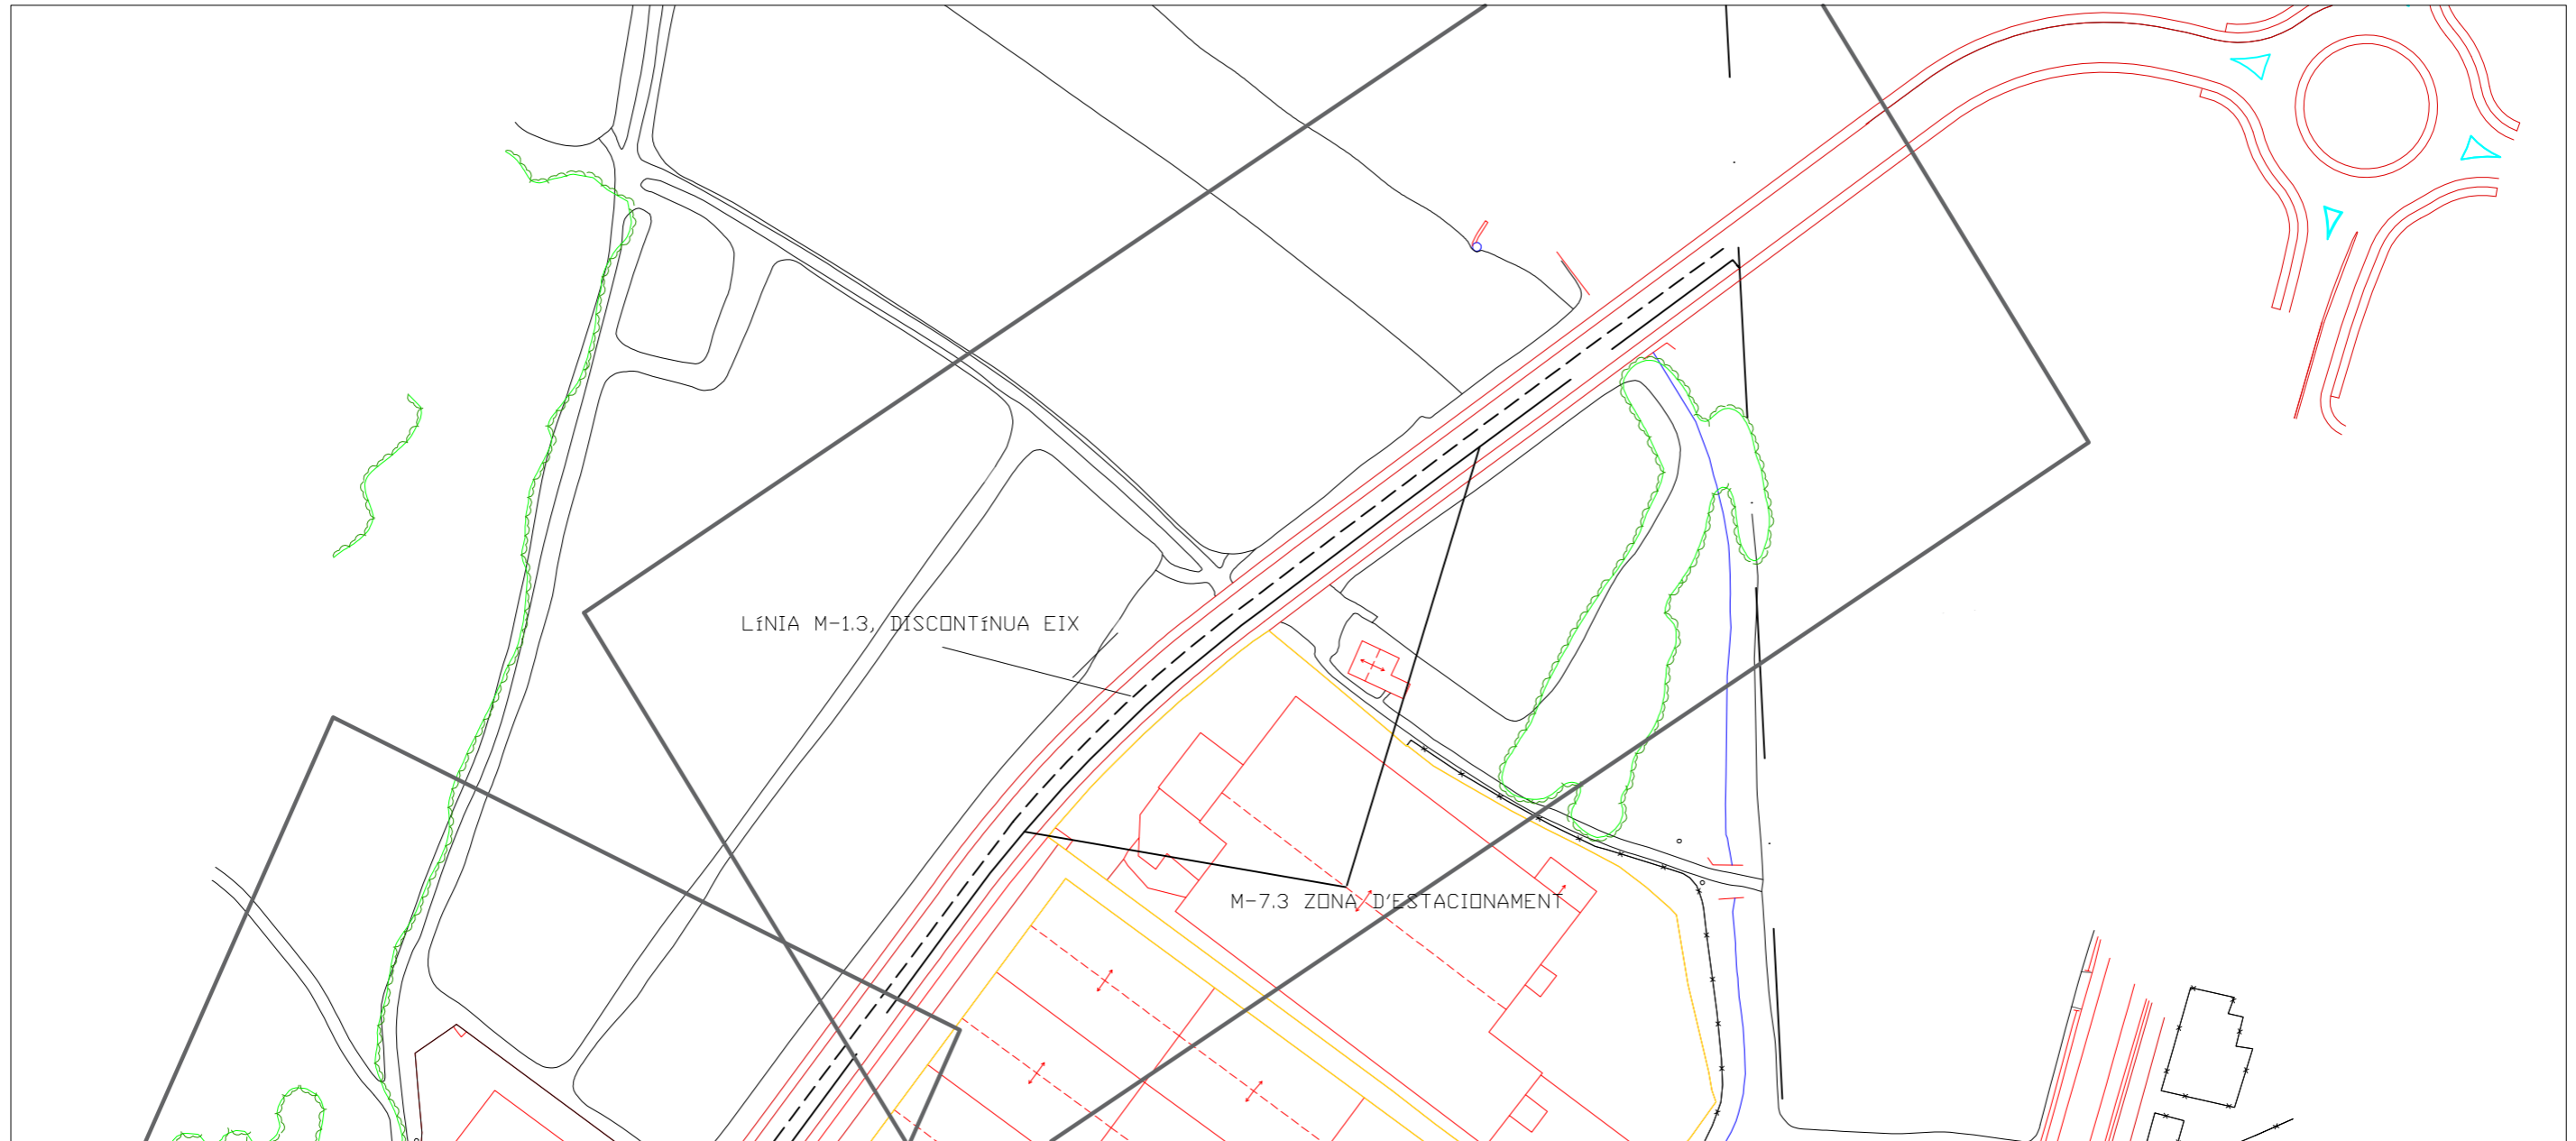 LíNIA M-1.3, DISCONTíNUA EIX
M-7.3 ZONA D'ESTACIONAMENT